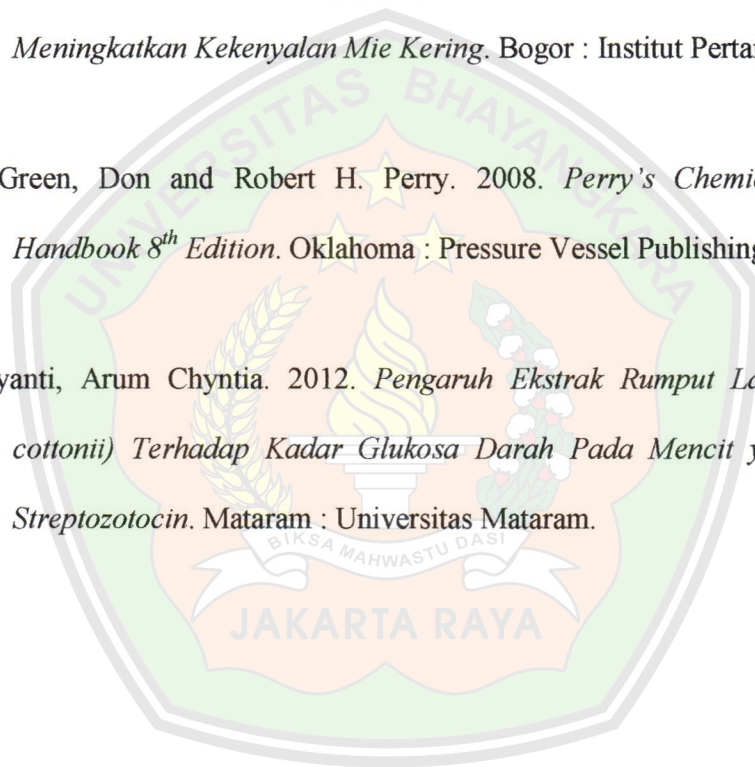 Meningkatkan Kekenyalan Mie Kering. Bogor : Institut Pertan
Green, Don and Robert H. Perry. 2008. Perry's Chemic
Handbook 8th Edition. Oklahoma : Pressure Vessel Publishing
yanti, Arum Chyntia. 2012. Pengaruh Ekstrak Rumput La
cottonii) Terhadap Kadar Glukosa Darah Pada Mencit y
Streptozotocin. Mataram : Universitas Mataram.
UNIVERSITAS BHAYANGKARA
BIKSA MAHWASTU DASI
JAKARTA RAYA